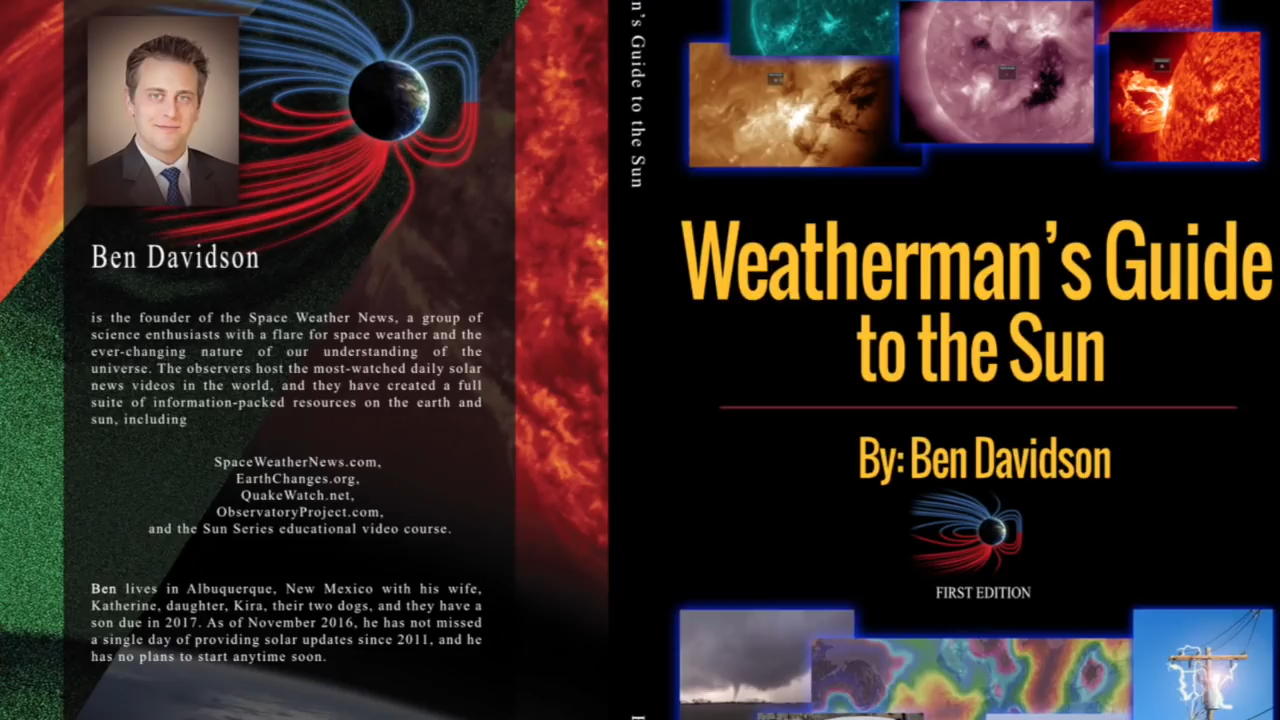 Ben Davidson
is the founder of the Space Weather News, a group of
science enthusiasts with a flare for space weather and the
ever-changing nature of our understanding of the
universe. The observers host the most-watched daily solar
news videos in the world, and they have created a full
suite of information-packed resources on the earth and
sun, including
SpaceWeatherNews.com,
EarthChanges.org,
QuakeWatch.net,
ObservatoryProject.com,
and the Sun Series educational video course.
Ben lives in Albuquerque, New Mexico with his wife,
Katherine, daughter, Kira, their two dogs, and they have a
son due in 2017. As of November 2016, he has not missed
a single day of providing solar updates since 2011, and he
has no plans to start anytime soon.
n's Guide to the Sun
Weatherman's Guide
to the Sun
By: Ben Davidson
FIRST EDITION